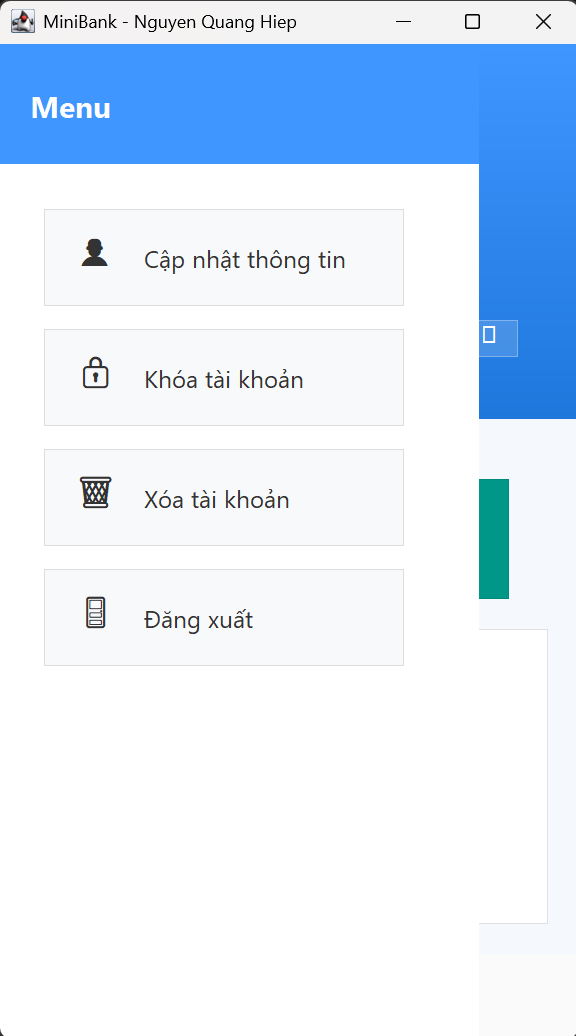 MiniBank - Nguyen Quang Hiep
Menu
Cập nhật thông tin
Khóa tài khoản
Xóa tài khoản
Đăng xuất